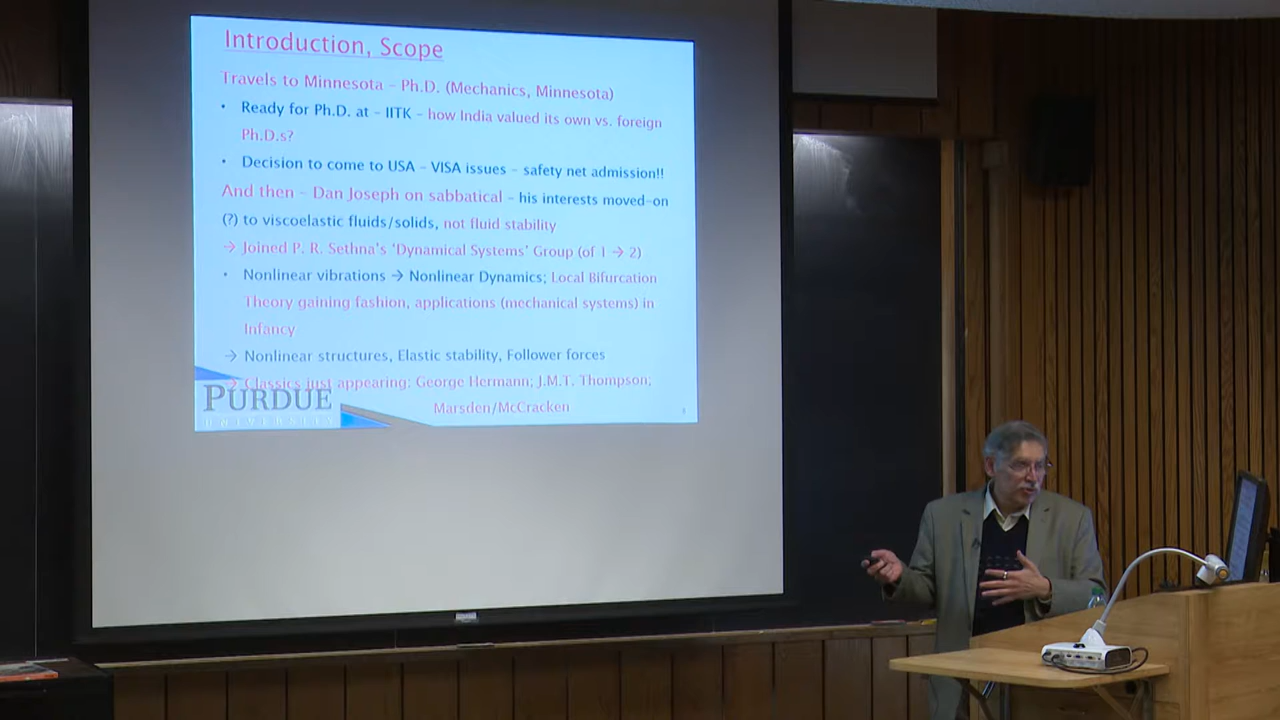 Introduction, Scope
Travels to Minnesota – Ph.D. (Mechanics, Minnesota)
• Ready for Ph.D. at – IITK – how India valued its own vs. foreign
Ph.D.s?
• Decision to come to USA – VISA issues – safety net admission!!
And then – Dan Joseph on sabbatical – his interests moved-on
(?) to viscoelastic fluids/solids, not fluid stability
→ Joined P. R. Sethna's 'Dynamical Systems' Group (of 1 → 2)
• Nonlinear vibrations → Nonlinear Dynamics; Local Bifurcation
Theory gaining fashion, applications (mechanical systems) in
Infancy
→ Nonlinear structures, Elastic stability, Follower forces
→ Classics just appearing: George Hermann; J.M.T. Thompson;
Marsden/McCracken
PURDUE
UNIVERSITY